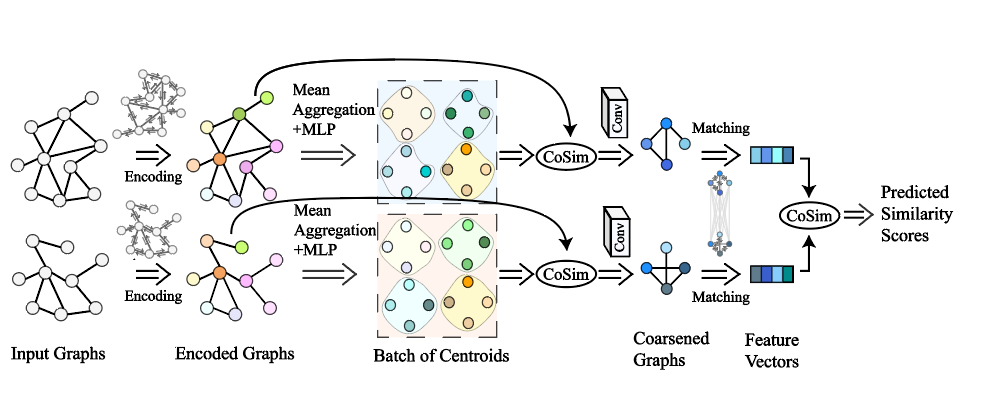 Mean
Aggregation
+MLP
Conv
Matching
Encoding
CoSim
Predicted
Similarity
Scores
CoSim
Mean
Aggregation
+MLP
Conv
Encoding
CoSim
Matching
Input Graphs
Encoded Graphs
Batch of Centroids
Coarsened
Graphs
Feature
Vectors